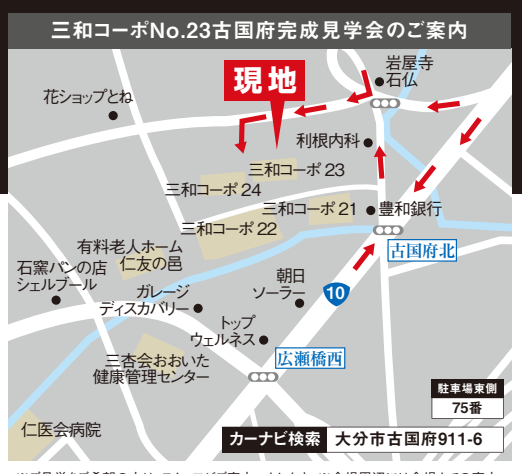 三和コーポNo.23古国府完成見学会のご案内
岩屋寺
石仏
現地
花ショップとね
利根内科
三和コーポ 23
三和コーポ 24
三和コーポ 21
豊和銀行
三和コーポ 22
古国府北
有料老人ホーム
仁友の邑
石窯パンの店
シェルブール
朝日
ソーラー
ガレージ
ディスカバリー
10
トップ
ウェルネス
広瀬橋西
三杏会おおいた
健康管理センター
駐車場東側
75番
仁医会病院
カーナビ検索 大分市古国府911-6